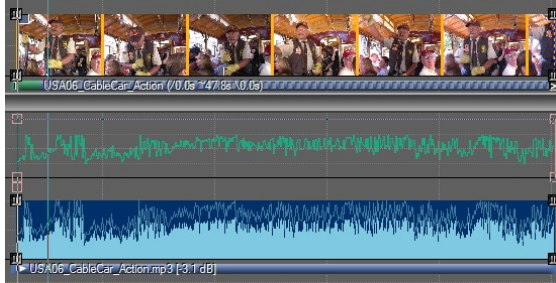 USA06_CableCar_Action (/0.0s ~47.8s \0.0s)
USA06_CableCar_Action.mp3 [-3.1 dB]